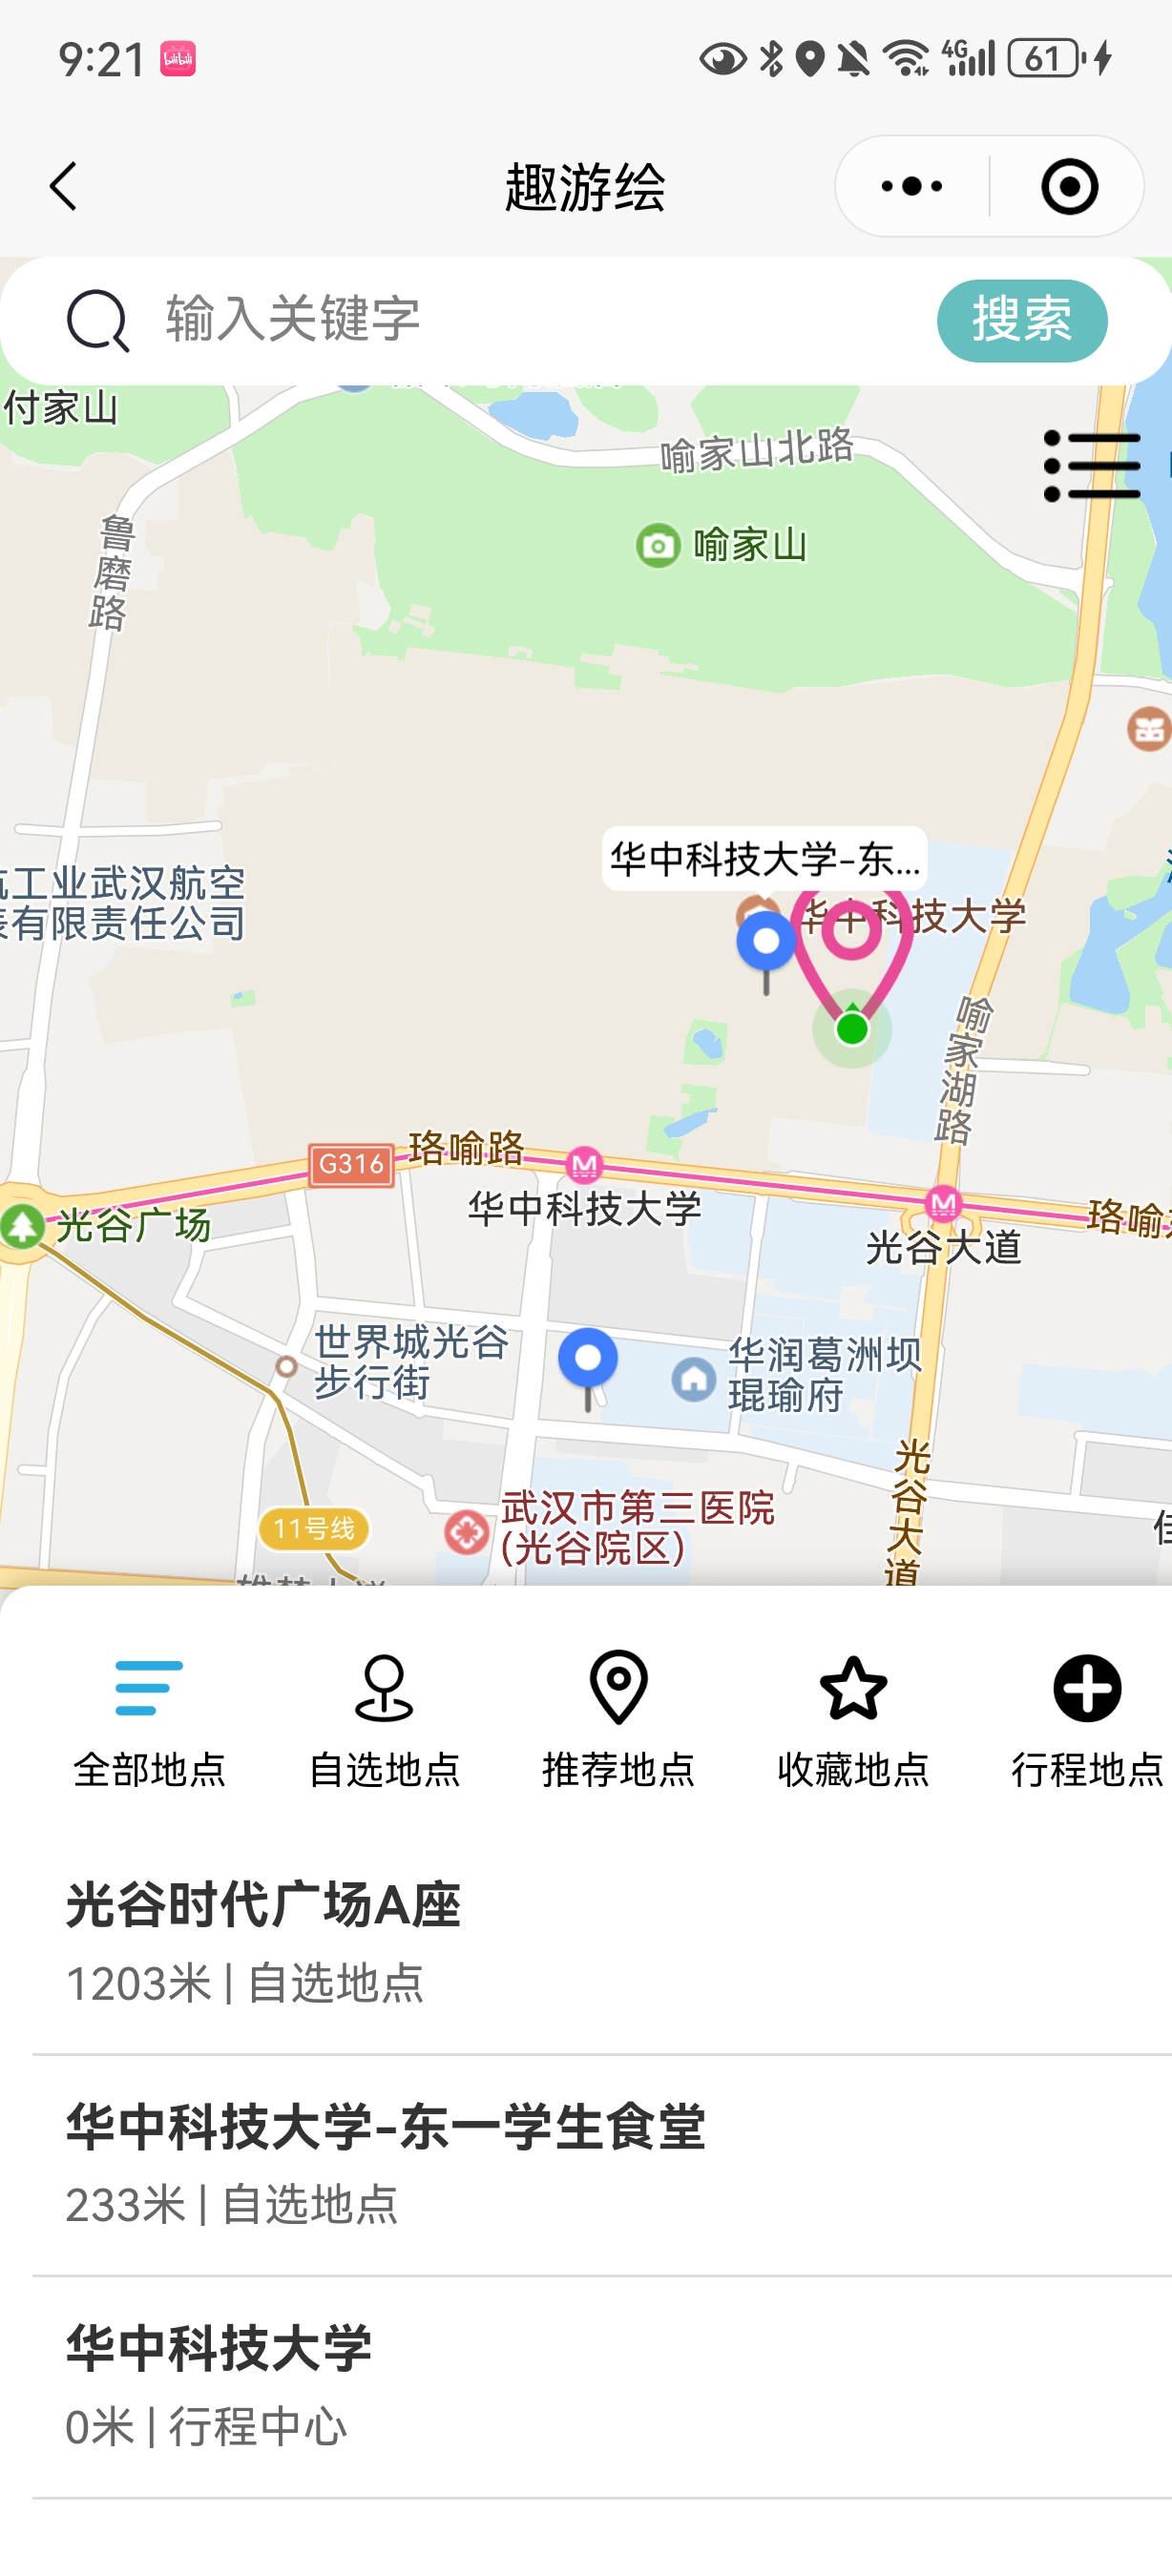 9:21
bilibili
4G
61
趣游绘
输入关键字
搜索
付家山
喻家山北路
喻家山
鲁磨路
华中科技大学-东...
工业武汉航空
有限责任公司
华中科技大学
喻家湖路
G316
珞喻路
华中科技大学
光谷广场
光谷大道
珞喻
世界城光谷
步行街
华润葛洲坝
琨瑜府
光谷大道
11号线
武汉市第三医院
(光谷院区)
全部地点
自选地点
推荐地点
收藏地点
行程地点
光谷时代广场A座
1203米 | 自选地点
华中科技大学-东一学生食堂
233米 | 自选地点
华中科技大学
0米 | 行程中心